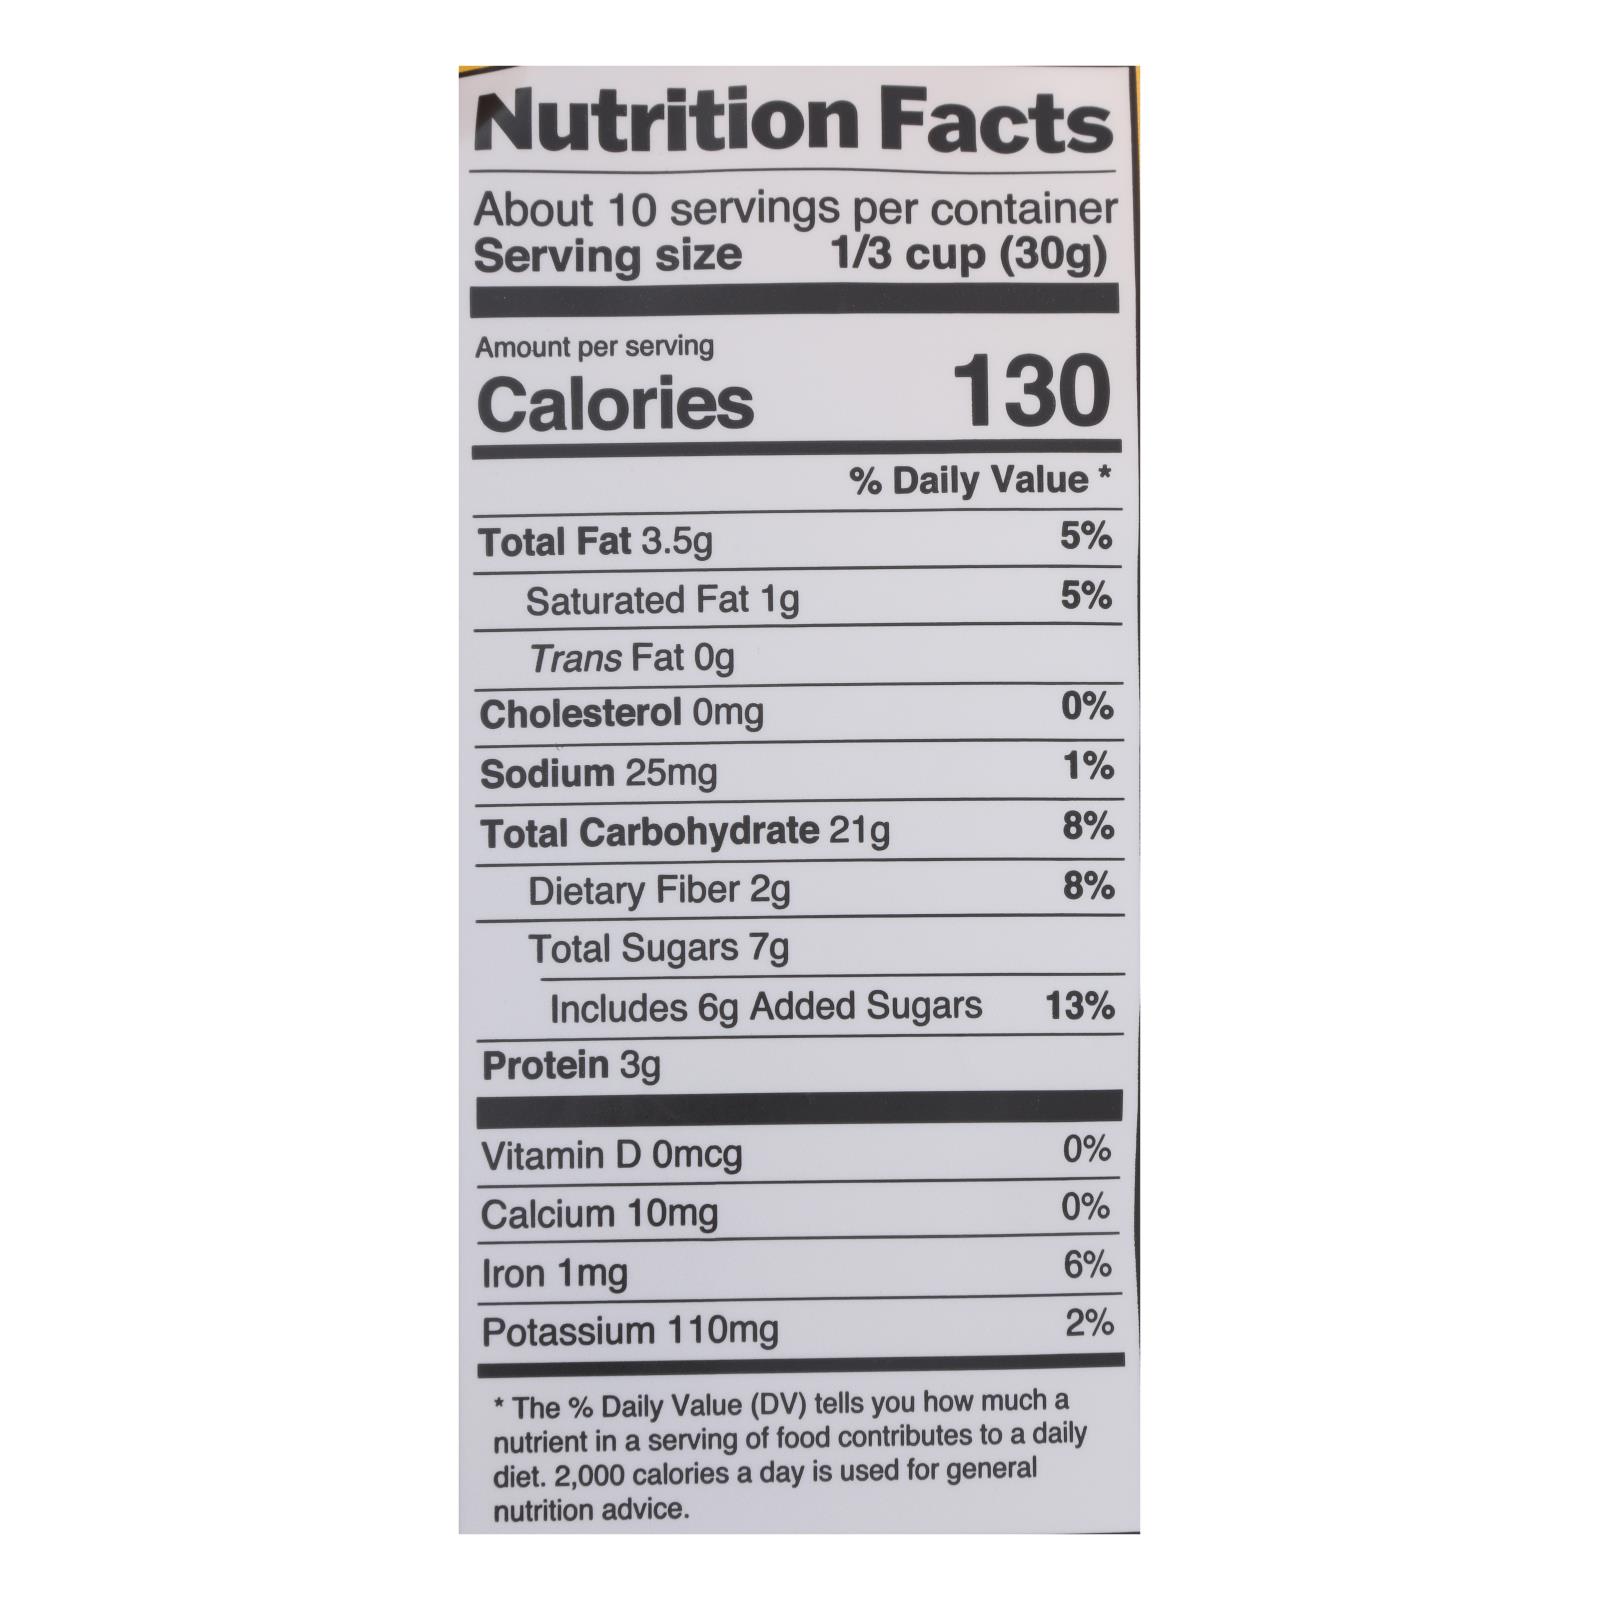 Nutrition Facts
About 10 servings per container
Serving size 1/3 cup (30g)
Amount per serving
Calories 130
% Daily Value *
Total Fat 3.5g 5%
Saturated Fat 1g 5%
Trans Fat 0g
Cholesterol 0mg 0%
Sodium 25mg 1%
Total Carbohydrate 21g 8%
Dietary Fiber 2g 8%
Total Sugars 7g
Includes 6g Added Sugars 13%
Protein 3g
Vitamin D 0mcg 0%
Calcium 10mg 0%
Iron 1mg 6%
Potassium 110mg 2%
* The % Daily Value (DV) tells you how much a
nutrient in a serving of food contributes to a daily
diet. 2,000 calories a day is used for general
nutrition advice.